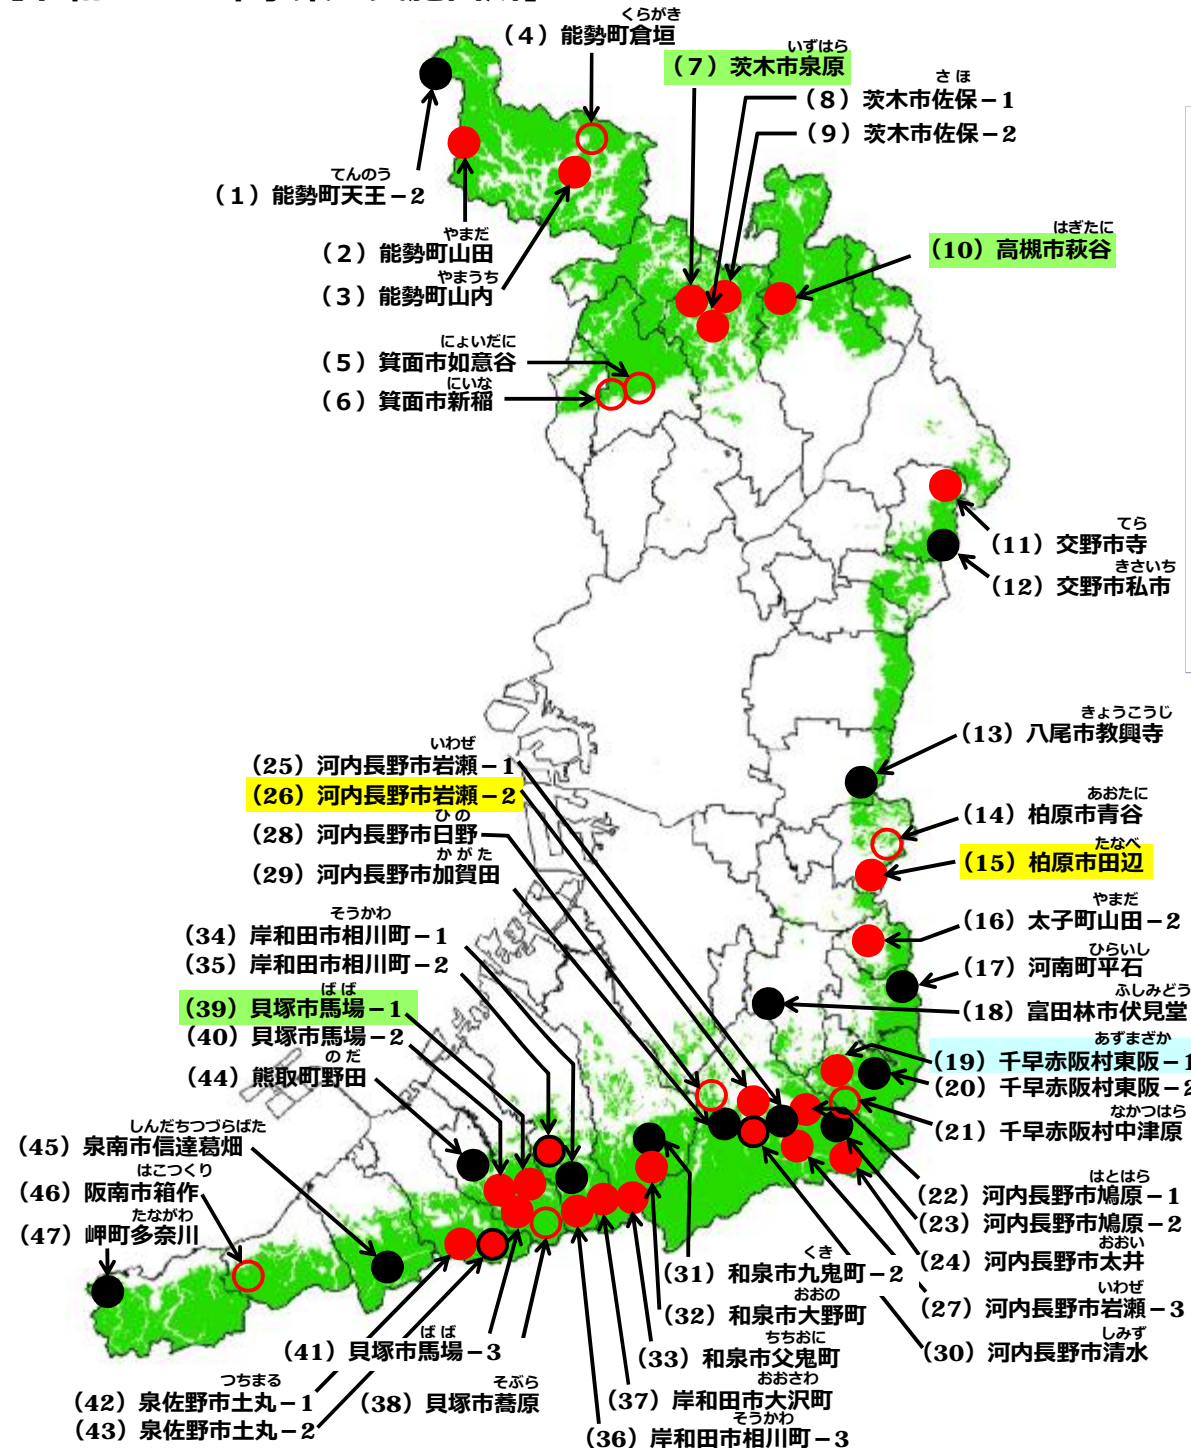 くらがき
（4）能勢町倉垣
いずはら
（7）茨木市泉原
さ ほ
（8）茨木市佐保－1
（9）茨木市佐保－2
てんのう
（1）能勢町天王－2
やまだ
（2）能勢町山田
やまうち
（3）能勢町山内
はぎたに
（10）高槻市萩谷
にょいだに
（5）箕面市如意谷
にいな
（6）箕面市新稲
てら
（11）交野市寺
きさいち
（12）交野市私市
きょうこうじ
（13）八尾市教興寺
あおたに
（14）柏原市青谷
たなべ
（15）柏原市田辺
やまだ
（16）太子町山田－2
ひらいし
（17）河南町平石
ふしみどう
（18）富田林市伏見堂
あずまざか
（19）千早赤阪村東阪－1
（20）千早赤阪村東阪－2
なかつはら
（21）千早赤阪村中津原
はとはら
（22）河内長野市鳩原－1
（23）河内長野市鳩原－2
おおい
（24）河内長野市太井
いわぜ
（25）河内長野市岩瀬－1
（26）河内長野市岩瀬－2
いわぜ
（27）河内長野市岩瀬－3
ひ の
（28）河内長野市日野
か が た
（29）河内長野市加賀田
しみず
（30）河内長野市清水
くき
（31）和泉市九鬼町－2
おおの
（32）和泉市大野町
ちちおに
（33）和泉市父鬼町
そうかわ
（34）岸和田市相川町－1
（35）岸和田市相川町－2
そうかわ
（36）岸和田市相川町－3
おおさわ
（37）岸和田市大沢町
そぶら
（38）貝塚市蕎原
ばば
（39）貝塚市馬場－1
（40）貝塚市馬場－2
ばば
（41）貝塚市馬場－3
つちまる
（42）泉佐野市土丸－1
（43）泉佐野市土丸－2
のだ
（44）熊取町野田
しんだちつづらばた
（45）泉南市信達葛畑
はこつくり
（46）阪南市箱作
たながわ
（47）岬町多奈川